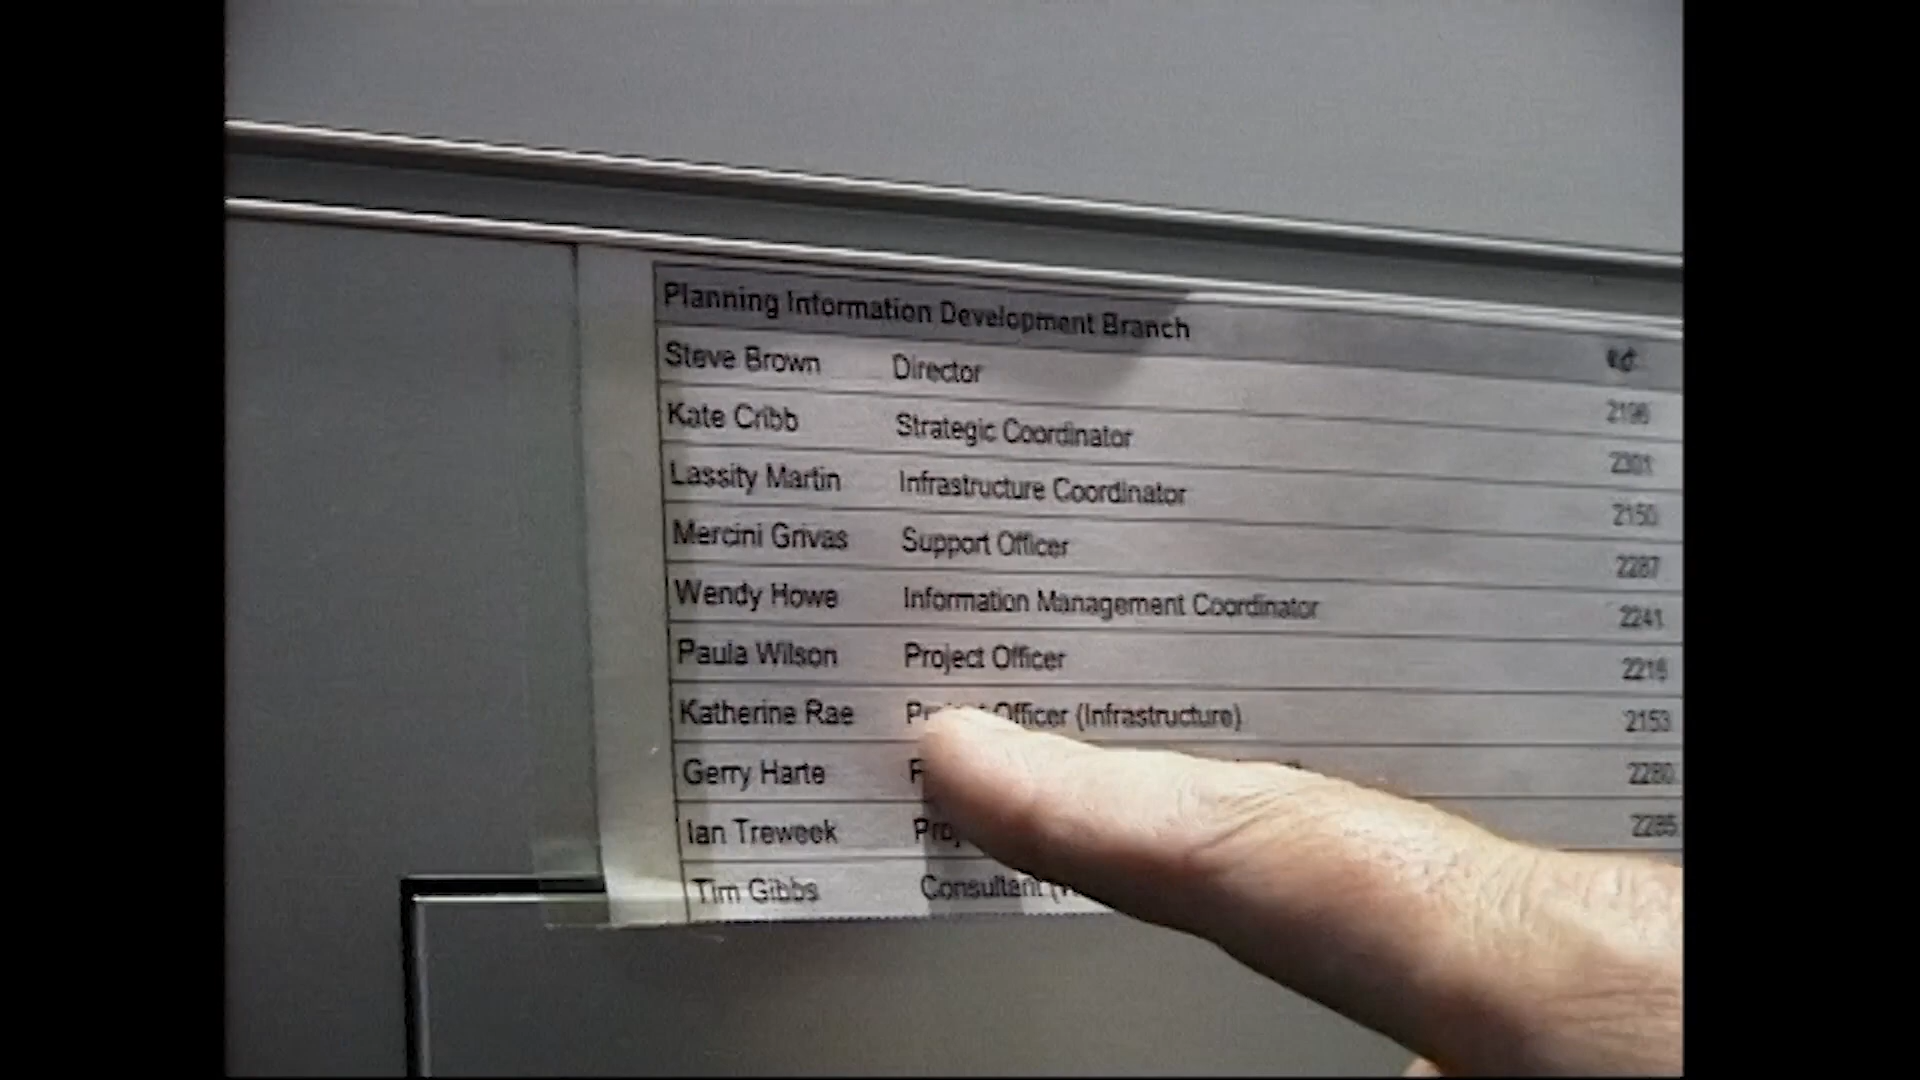 Planning Information Development Branch
Steve Brown Director 2196
Kate Cribb Strategic Coordinator 2301
Lassity Martin Infrastructure Coordinator 2150
Mercini Grivas Support Officer 2287
Wendy Howe Information Management Coordinator 2241
Paula Wilson Project Officer 2216
Katherine Rae Officer (Infrastructure) 2153
Gerry Harte 2280
Ian Treweek 2285
Tim Gibbs Consultant